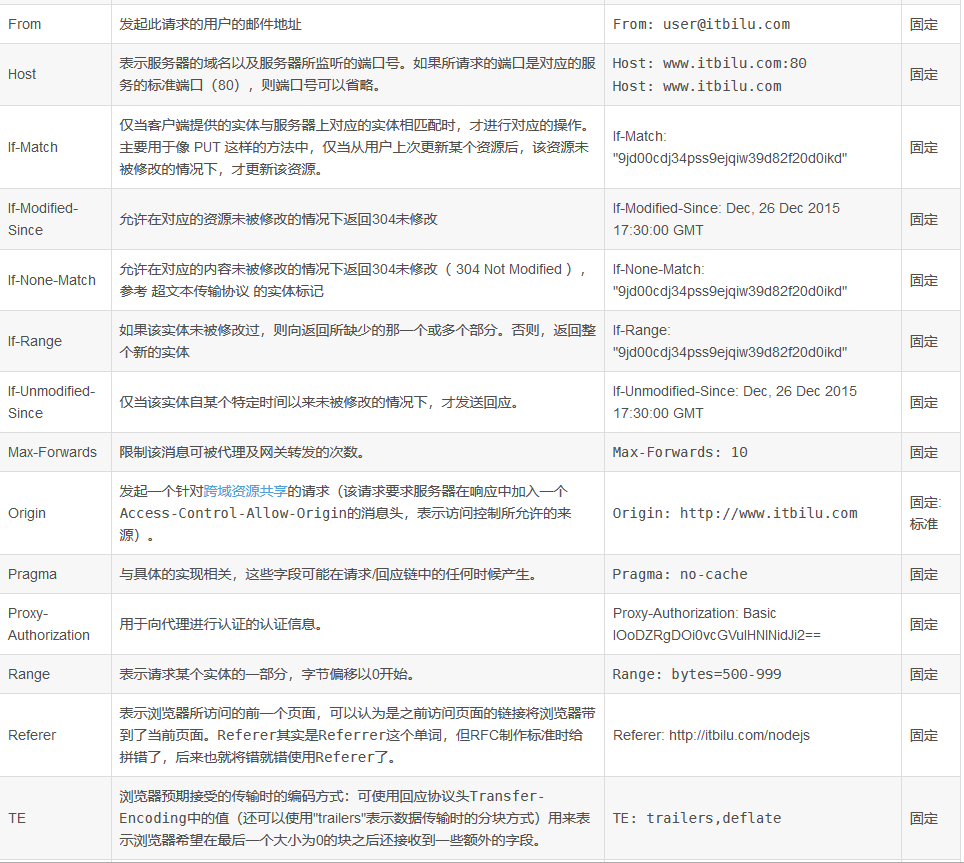 From
发起此请求的用户的邮件地址
From: user@itbilu.com
固定
Host
表示服务器的域名以及服务器所监听的端口号。如果所请求的端口是对应的服
务的标准端口（80），则端口号可以省略。
Host: www.itbilu.com:80
Host: www.itbilu.com
固定
If-Match
仅当客户端提供的实体与服务器上对应的实体相匹配时，才进行对应的操作。
主要用于像 PUT 这样的方法中，仅当从用户上次更新某个资源后，该资源未
被修改的情况下，才更新该资源。
If-Match:
"9jd00cdj34pss9ejqiw39d82f20d0ikd"
固定
If-Modified-
Since
允许在对应的资源未被修改的情况下返回304未修改
If-Modified-Since: Dec, 26 Dec 2015
17:30:00 GMT
固定
If-None-Match
允许在对应的内容未被修改的情况下返回304未修改（ 304 Not Modified ），
参考 超文本传输协议 的实体标记
If-None-Match:
"9jd00cdj34pss9ejqiw39d82f20d0ikd"
固定
If-Range
如果该实体未被修改过，则向返回所缺少的那一个或多个部分。否则，返回整
个新的实体
If-Range:
"9jd00cdj34pss9ejqiw39d82f20d0ikd"
固定
If-Unmodified-
Since
仅当该实体自某个特定时间以来未被修改的情况下，才发送回应。
If-Unmodified-Since: Dec, 26 Dec 2015
17:30:00 GMT
固定
Max-Forwards
限制该消息可被代理及网关转发的次数。
Max-Forwards: 10
固定
Origin
发起一个针对跨域资源共享的请求（该请求要求服务器在响应中加入一个
Access-Control-Allow-Origin的消息头，表示访问控制所允许的来
源）。
Origin: http://www.itbilu.com
固定:
标准
Pragma
与具体的实现相关，这些字段可能在请求/回应链中的任何时候产生。
Pragma: no-cache
固定
Proxy-
Authorization
用于向代理进行认证的认证信息。
Proxy-Authorization: Basic
IOoDZRgDOi0vcGVuIHNlNidJi2==
固定
Range
表示请求某个实体的一部分，字节偏移以0开始。
Range: bytes=500-999
固定
Referer
表示浏览器所访问的前一个页面，可以认为是之前访问页面的链接将浏览器带
到了当前页面。Referer其实是Referrer这个单词，但RFC制作标准时给
拼错了，后来也就将错就错使用Referer了。
Referer: http://itbilu.com/nodejs
固定
TE
浏览器预期接受的传输时的编码方式：可使用回应协议头Transfer-
Encoding中的值（还可以使用"trailers"表示数据传输时的分块方式）用来表
示浏览器希望在最后一个大小为0的块之后还接收到一些额外的字段。
TE: trailers,deflate
固定